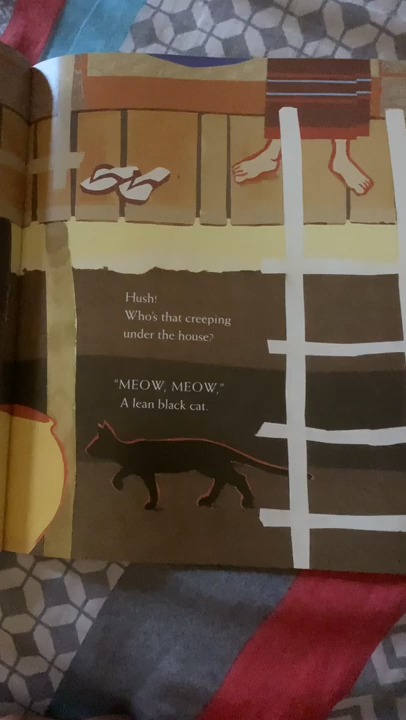 Hush!
Who's that creeping
under the house?
"MEOW, MEOW,"
A lean black cat.